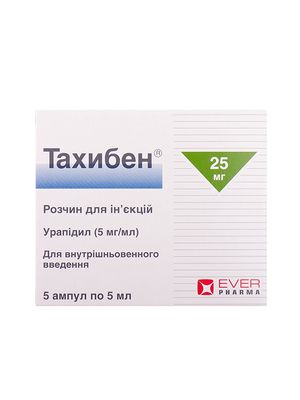 Тахибен®
25
мг
Розчин для ін'єкцій
Урапідил (5 мг/мл)
Для внутрішньовенного
введення
5 ампул по 5 мл
EVER
PHARMA